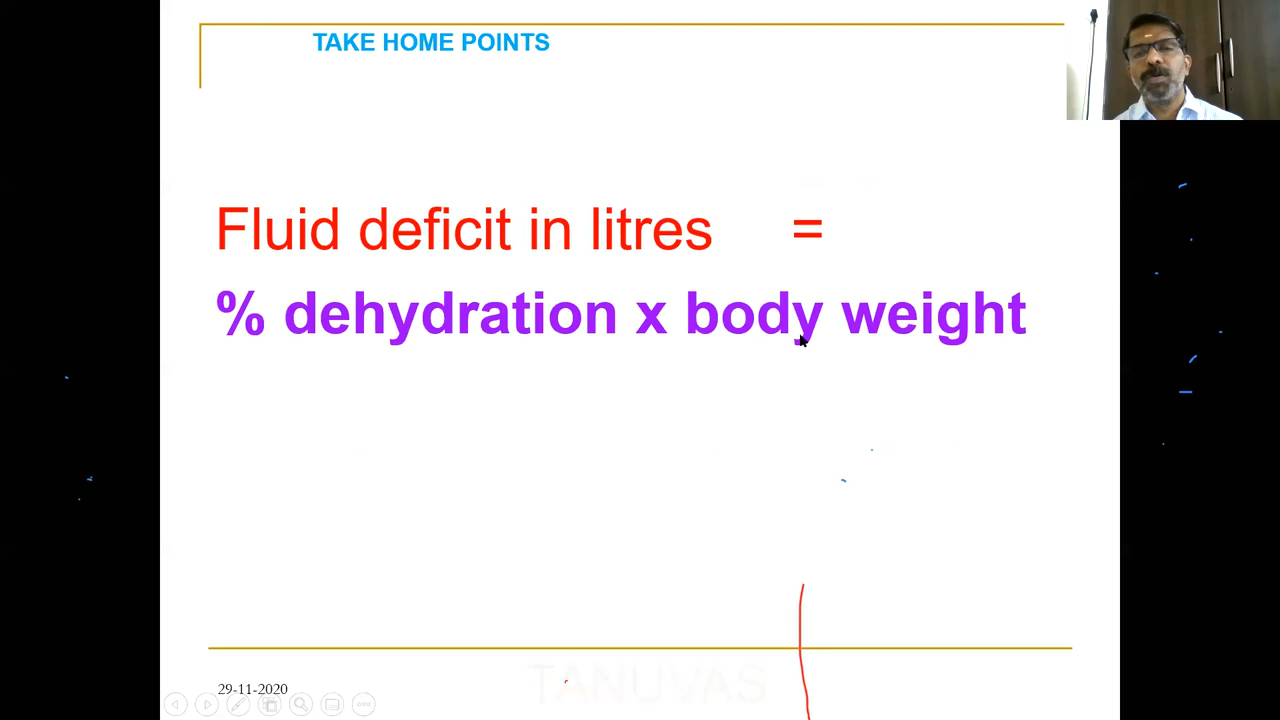 TAKE HOME POINTS
Fluid deficit in litres =
% dehydration x body weight
29-11-2020
TANUVAS